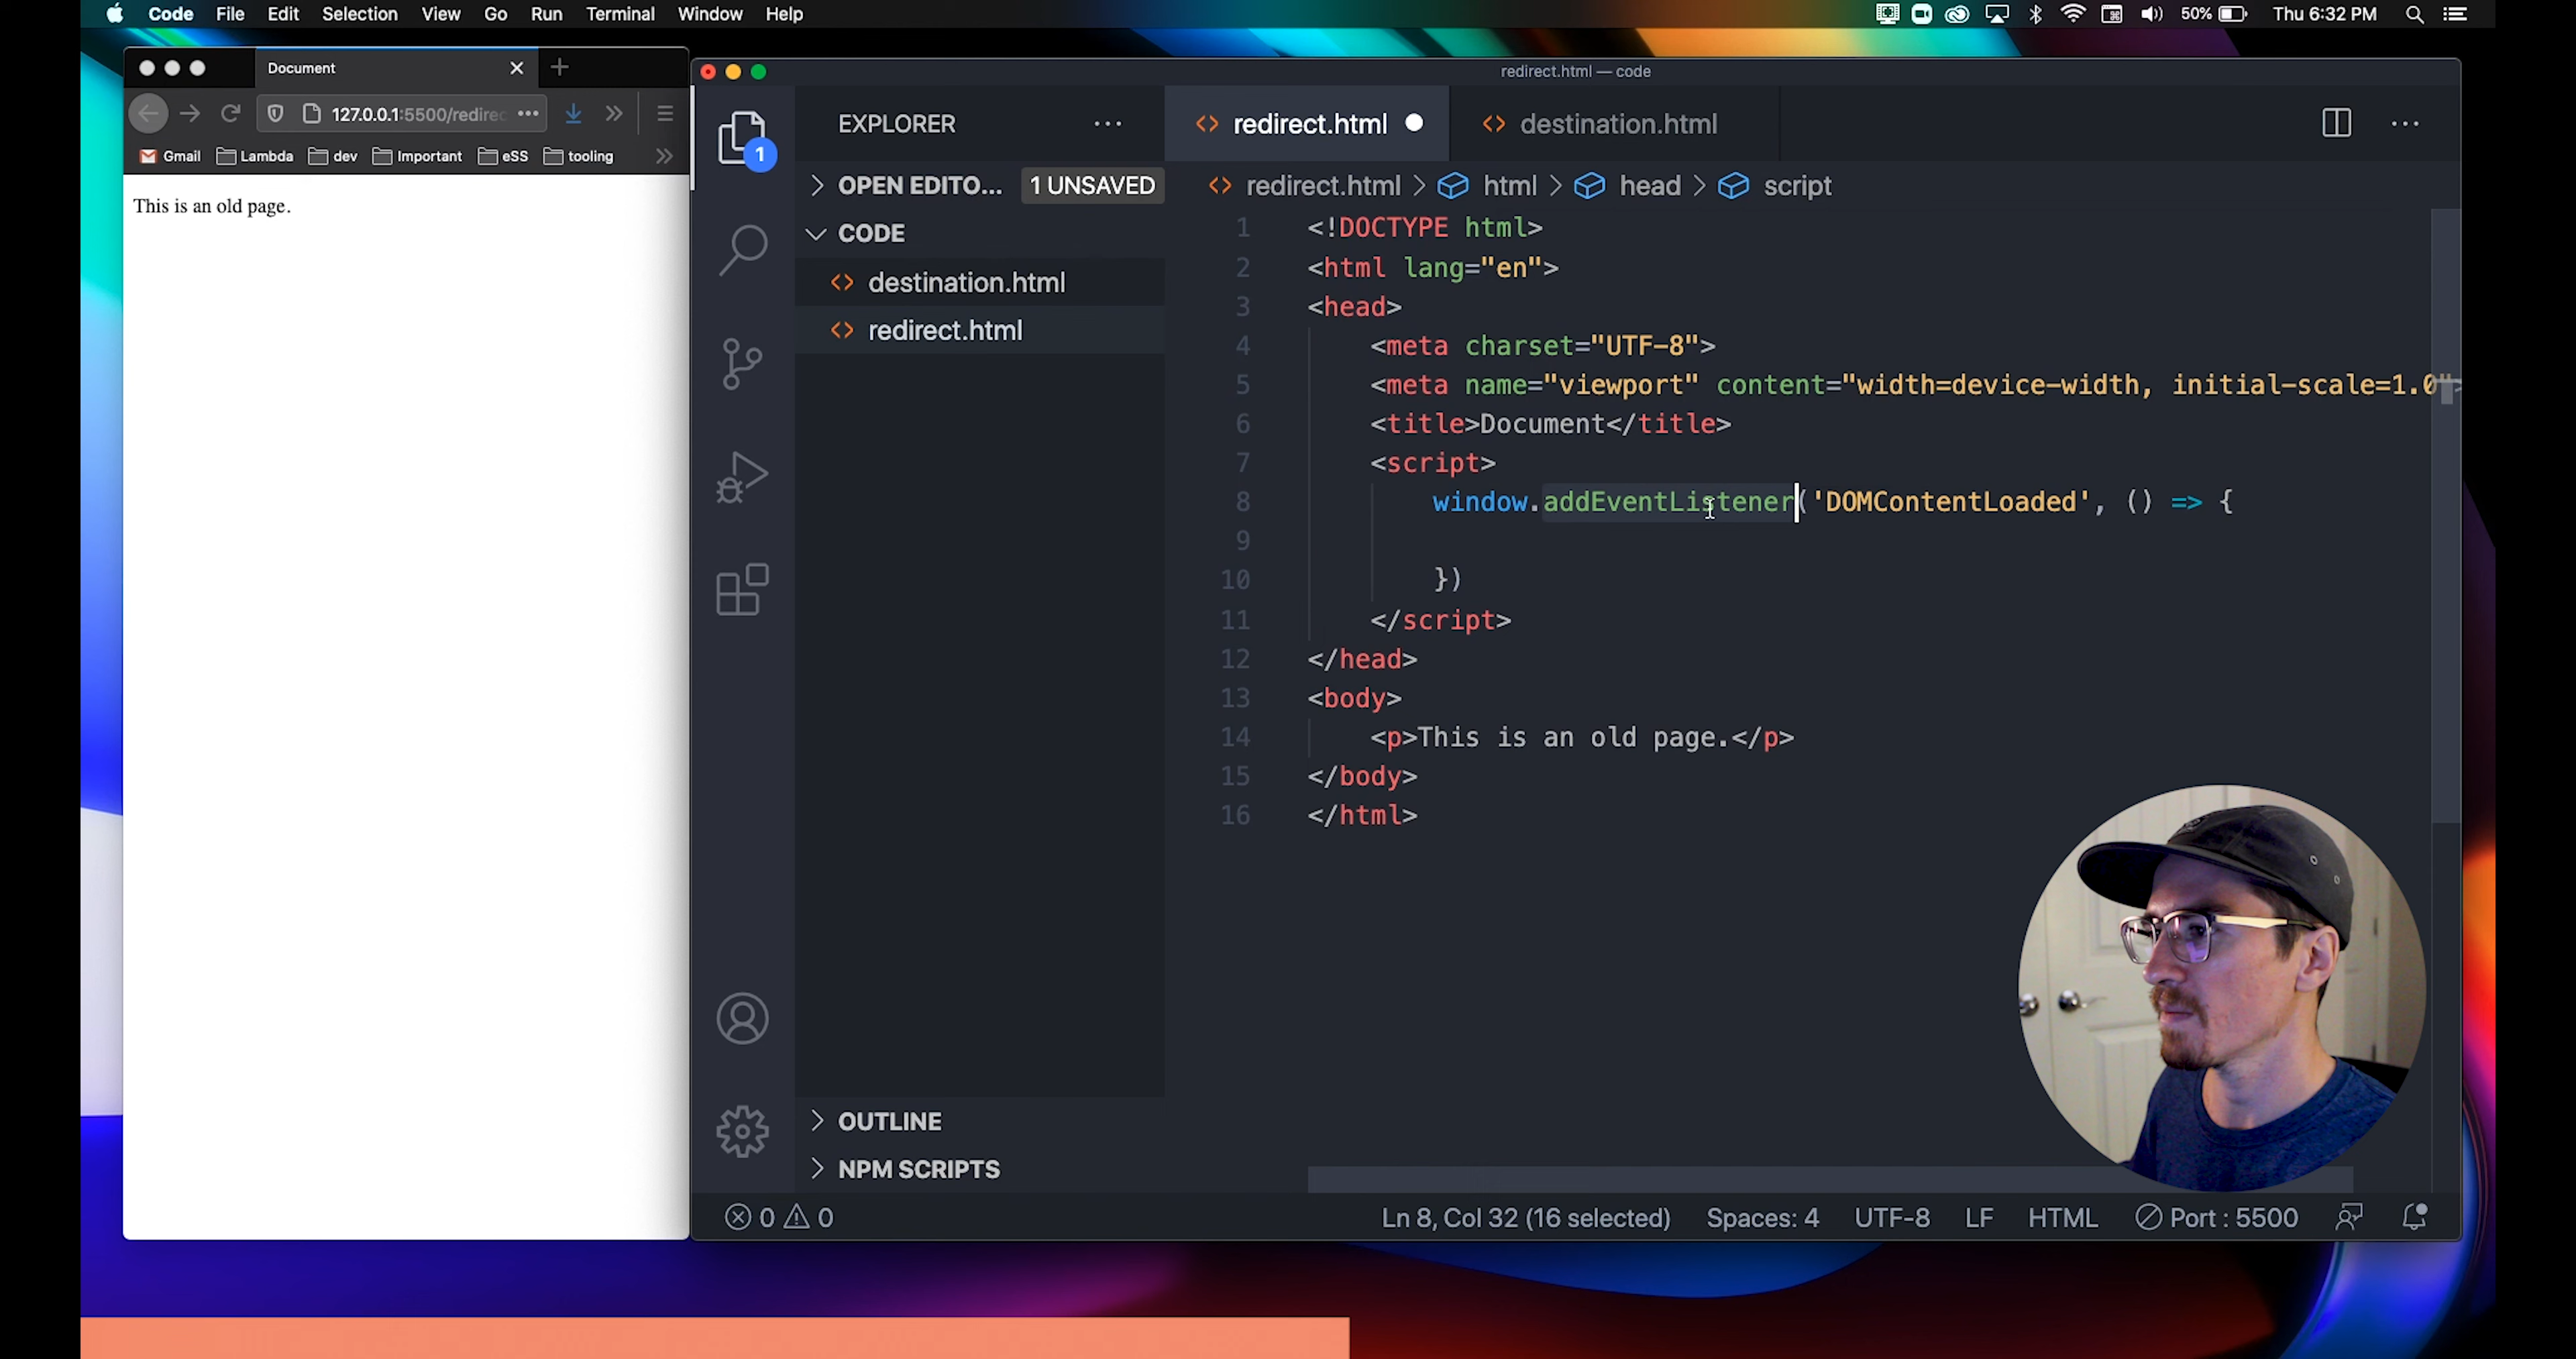 Code File Edit Selection View Go Run Terminal Window Help
50% Thu 6:32 PM
Document
127.0.0.1:5500/redirec
Gmail Lambda dev Important eSS tooling
This is an old page.
redirect.html — code
EXPLORER
OPEN EDITO... 1 UNSAVED
CODE
destination.html
redirect.html
OUTLINE
NPM SCRIPTS
1
redirect.html destination.html
redirect.html > html > head > script
1 <!DOCTYPE html>
2 <html lang="en">
3 <head>
4 <meta charset="UTF-8">
5 <meta name="viewport" content="width=device-width, initial-scale=1.0">
6 <title>Document</title>
7 <script>
8 window.addEventListener('DOMContentLoaded', () => {
9
10 })
11 </script>
12 </head>
13 <body>
14 <p>This is an old page.</p>
15 </body>
16 </html>
0 0 Ln 8, Col 32 (16 selected) Spaces: 4 UTF-8 LF HTML Port : 5500